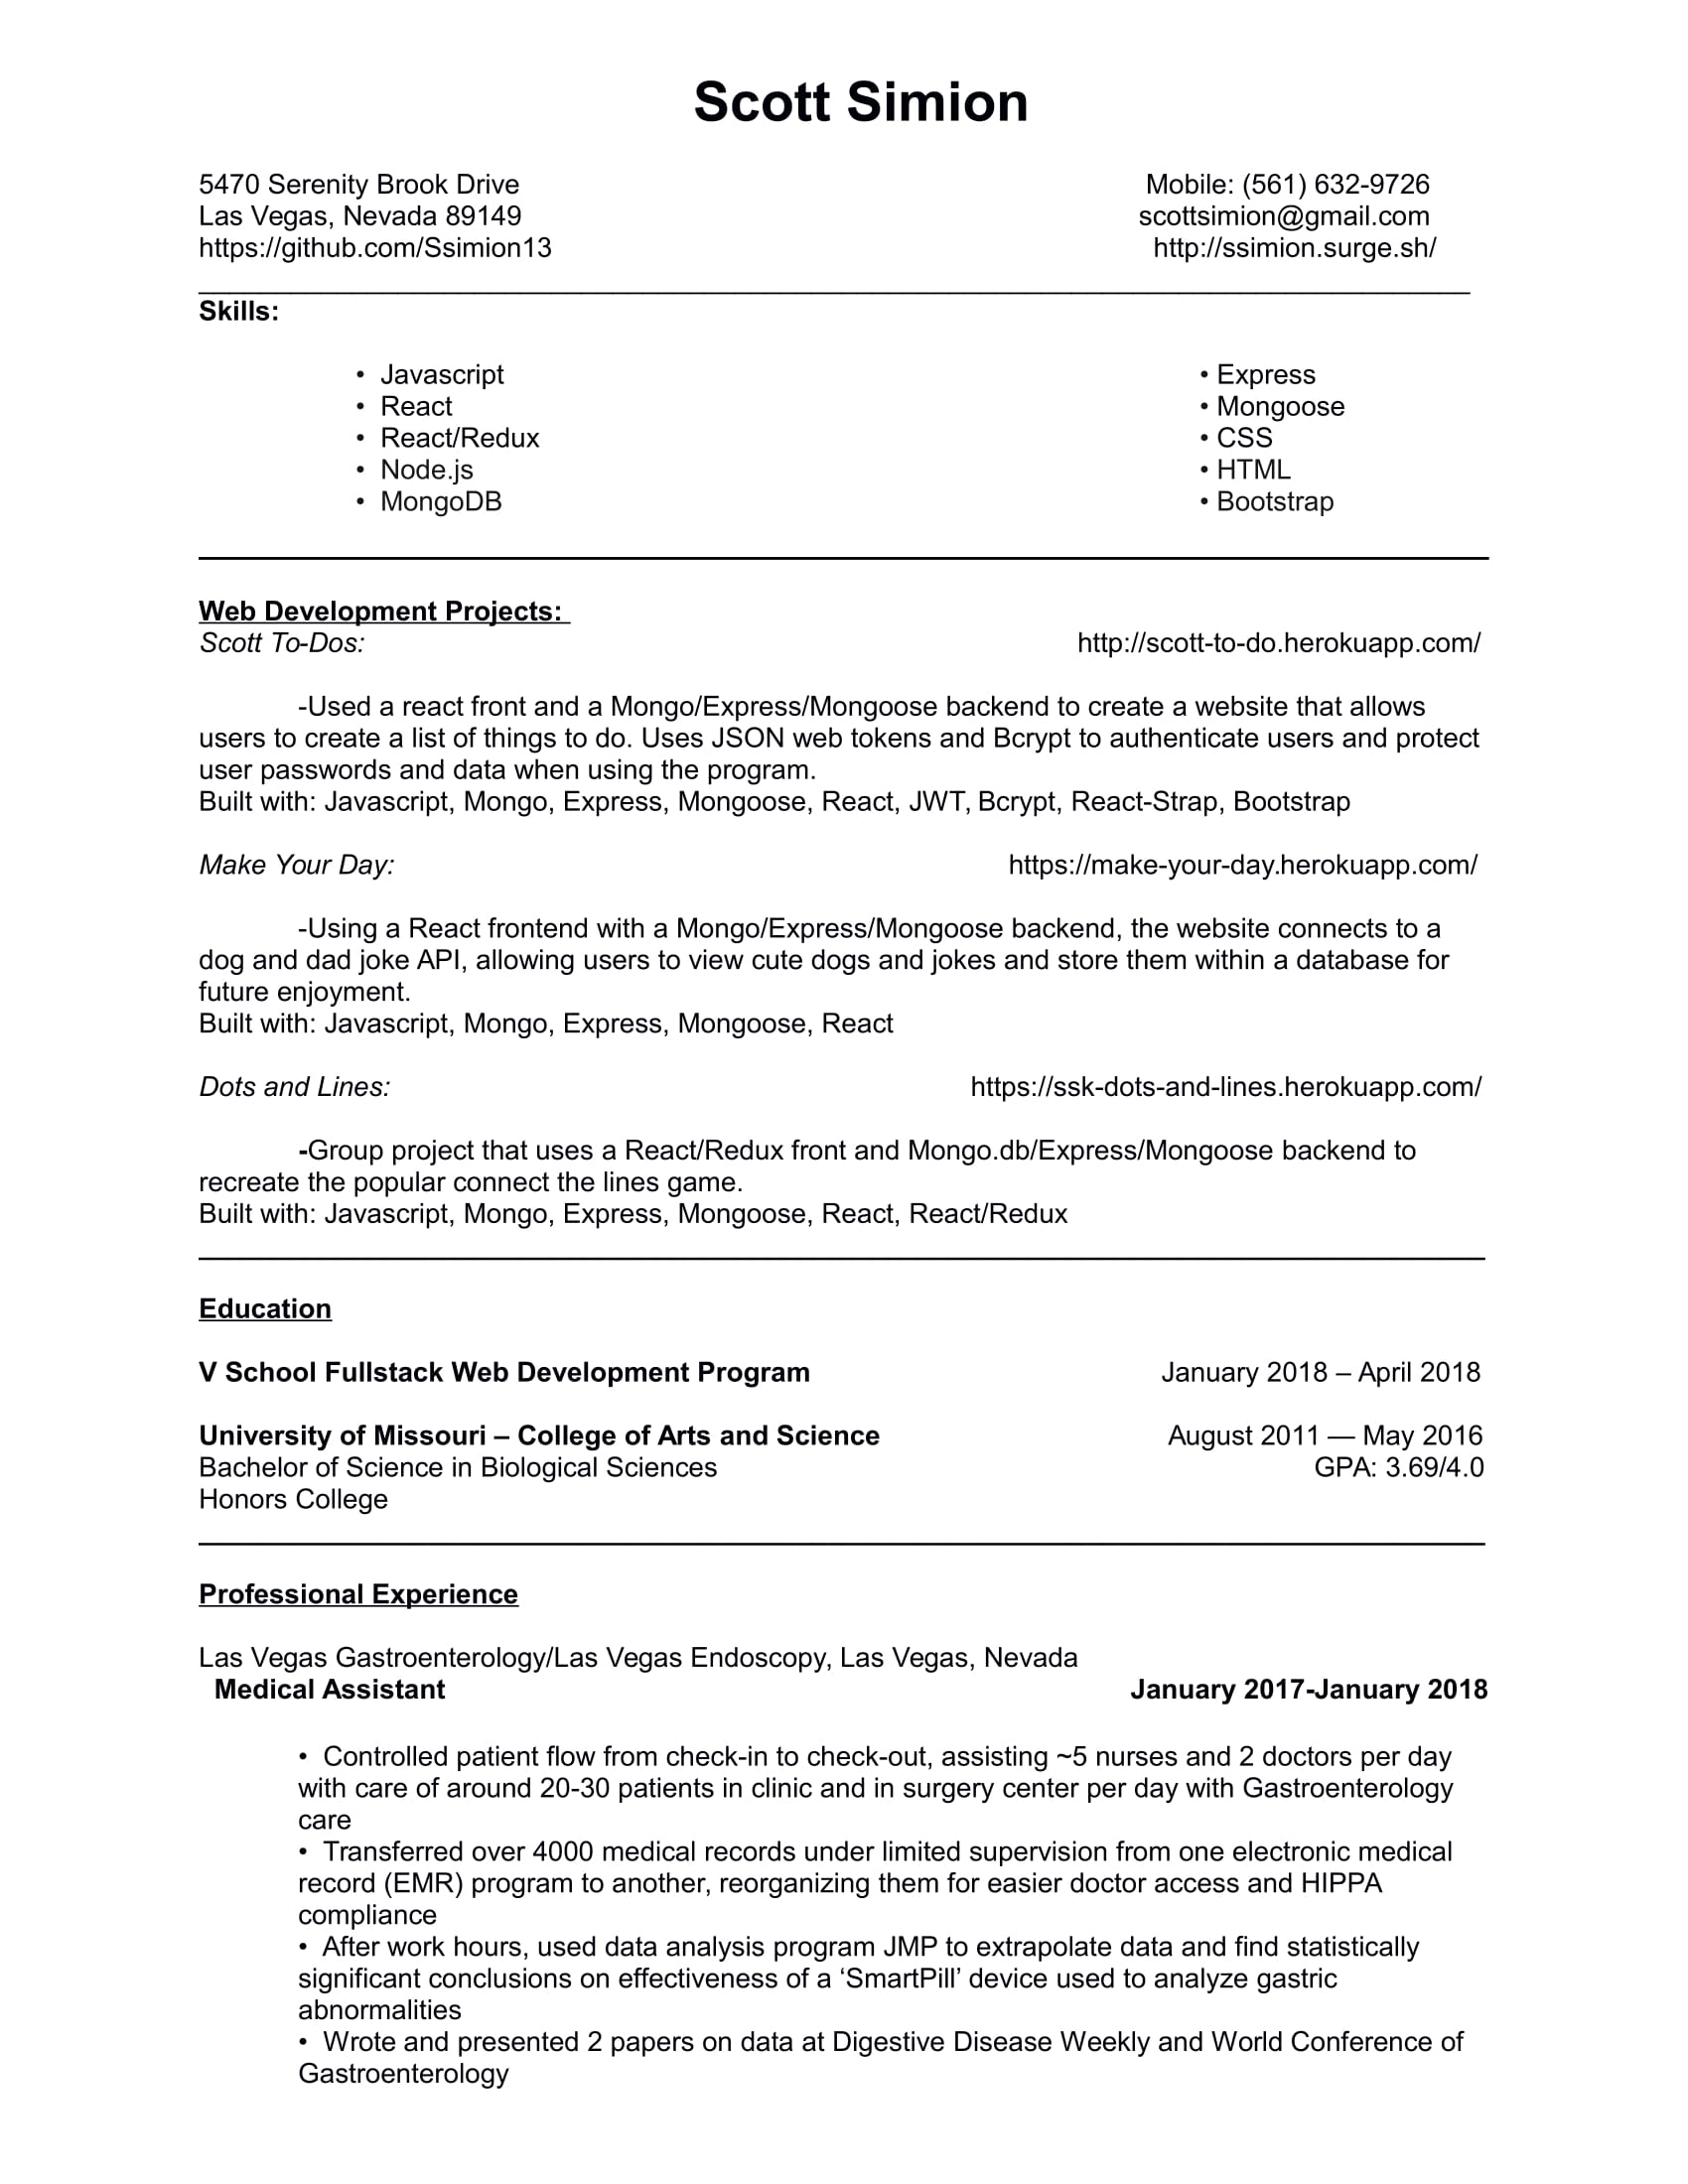 Scott Simion
5470 Serenity Brook Drive Mobile: (561) 632-9726
Las Vegas, Nevada 89149 scottsimion@gmail.com
https://github.com/Ssimion13 http://ssimion.surge.sh/
Skills:
• Javascript • Express
• React • Mongoose
• React/Redux • CSS
• Node.js • HTML
• MongoDB • Bootstrap
Web Development Projects:
Scott To-Dos: http://scott-to-do.herokuapp.com/
-Used a react front and a Mongo/Express/Mongoose backend to create a website that allows
users to create a list of things to do. Uses JSON web tokens and Bcrypt to authenticate users and protect
user passwords and data when using the program.
Built with: Javascript, Mongo, Express, Mongoose, React, JWT, Bcrypt, React-Strap, Bootstrap
Make Your Day: https://make-your-day.herokuapp.com/
-Using a React frontend with a Mongo/Express/Mongoose backend, the website connects to a
dog and dad joke API, allowing users to view cute dogs and jokes and store them within a database for
future enjoyment.
Built with: Javascript, Mongo, Express, Mongoose, React
Dots and Lines: https://ssk-dots-and-lines.herokuapp.com/
-Group project that uses a React/Redux front and Mongo.db/Express/Mongoose backend to
recreate the popular connect the lines game.
Built with: Javascript, Mongo, Express, Mongoose, React, React/Redux
Education
V School Fullstack Web Development Program January 2018 – April 2018
University of Missouri – College of Arts and Science August 2011 — May 2016
Bachelor of Science in Biological Sciences GPA: 3.69/4.0
Honors College
Professional Experience
Las Vegas Gastroenterology/Las Vegas Endoscopy, Las Vegas, Nevada
Medical Assistant January 2017-January 2018
• Controlled patient flow from check-in to check-out, assisting ~5 nurses and 2 doctors per day
with care of around 20-30 patients in clinic and in surgery center per day with Gastroenterology
care
• Transferred over 4000 medical records under limited supervision from one electronic medical
record (EMR) program to another, reorganizing them for easier doctor access and HIPPA
compliance
• After work hours, used data analysis program JMP to extrapolate data and find statistically
significant conclusions on effectiveness of a ‘SmartPill’ device used to analyze gastric
abnormalities
• Wrote and presented 2 papers on data at Digestive Disease Weekly and World Conference of
Gastroenterology